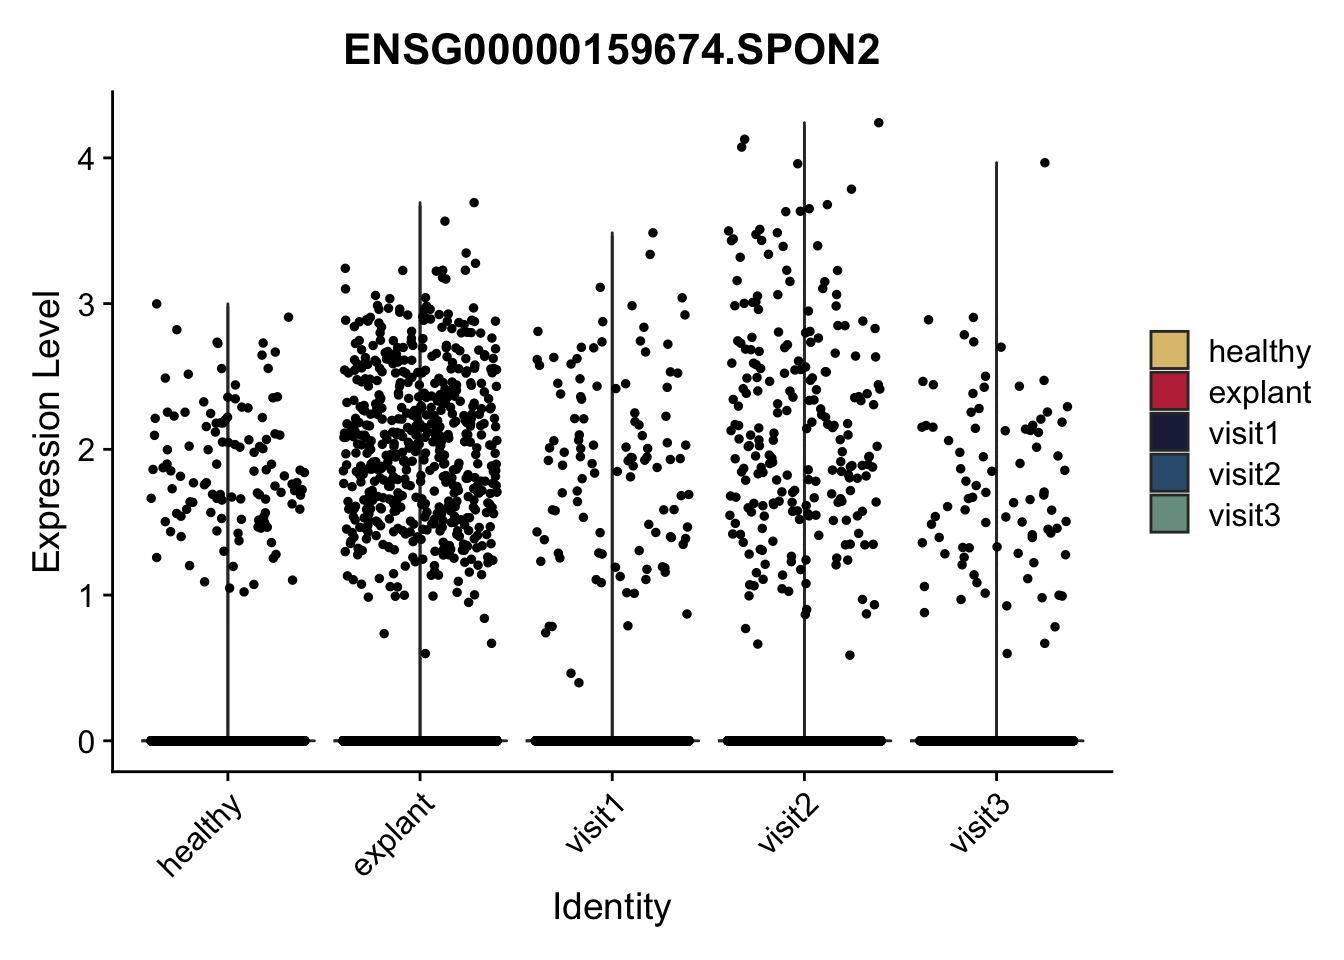 ENSG00000159674.SPON2
Expression Level
4
3
2
1
0
healthy
explant
visit1
visit2
visit3
Identity
healthy
explant
visit1
visit2
visit3